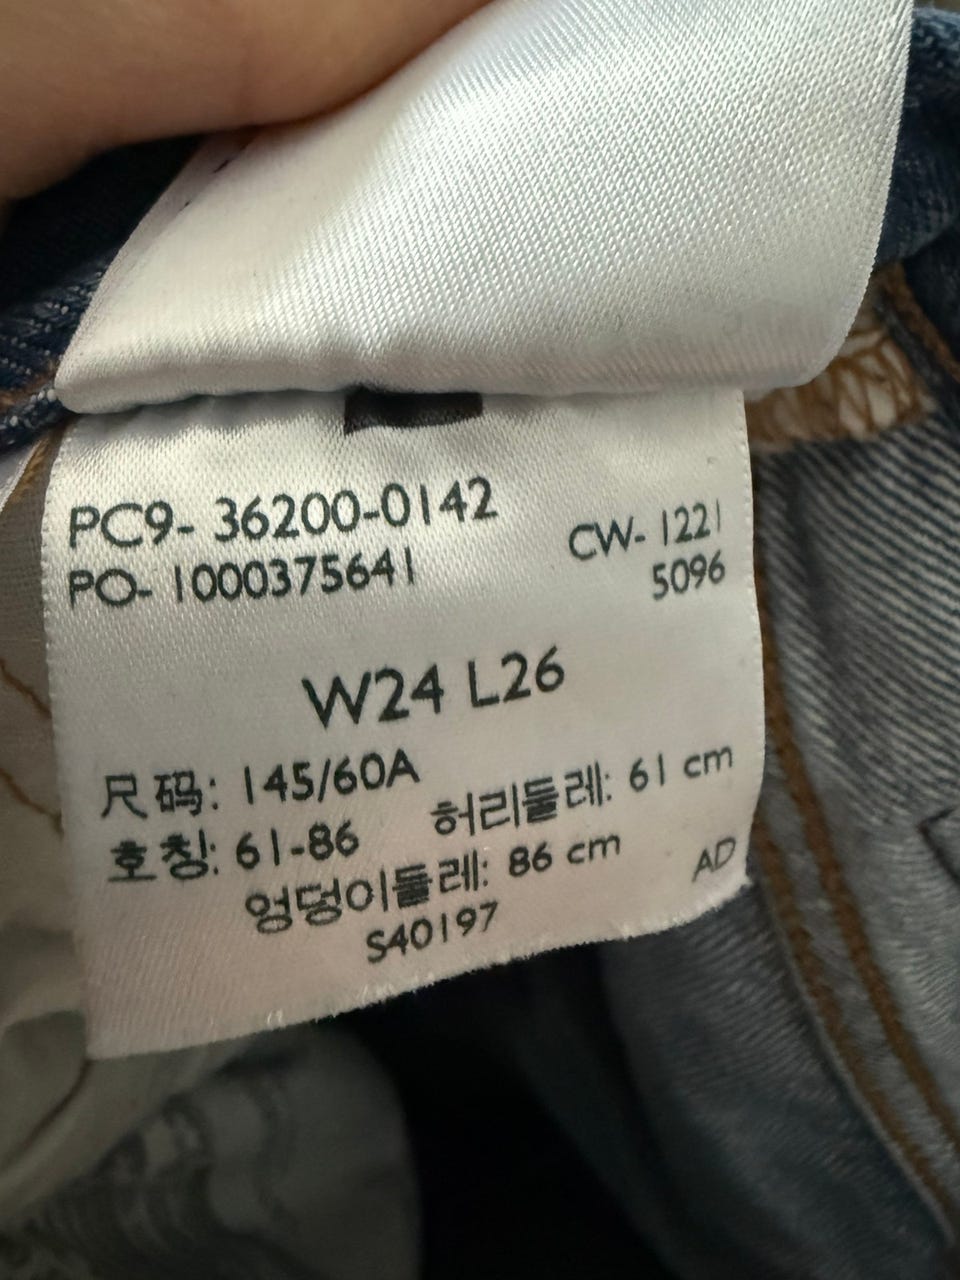 PC9- 36200-0142
PO- 1000375641
CW- 1221
5096
W24 L26
尺码: 145/60A
호칭: 61-86 허리둘레: 61 cm
엉덩이둘레: 86 cm
AD
S40197